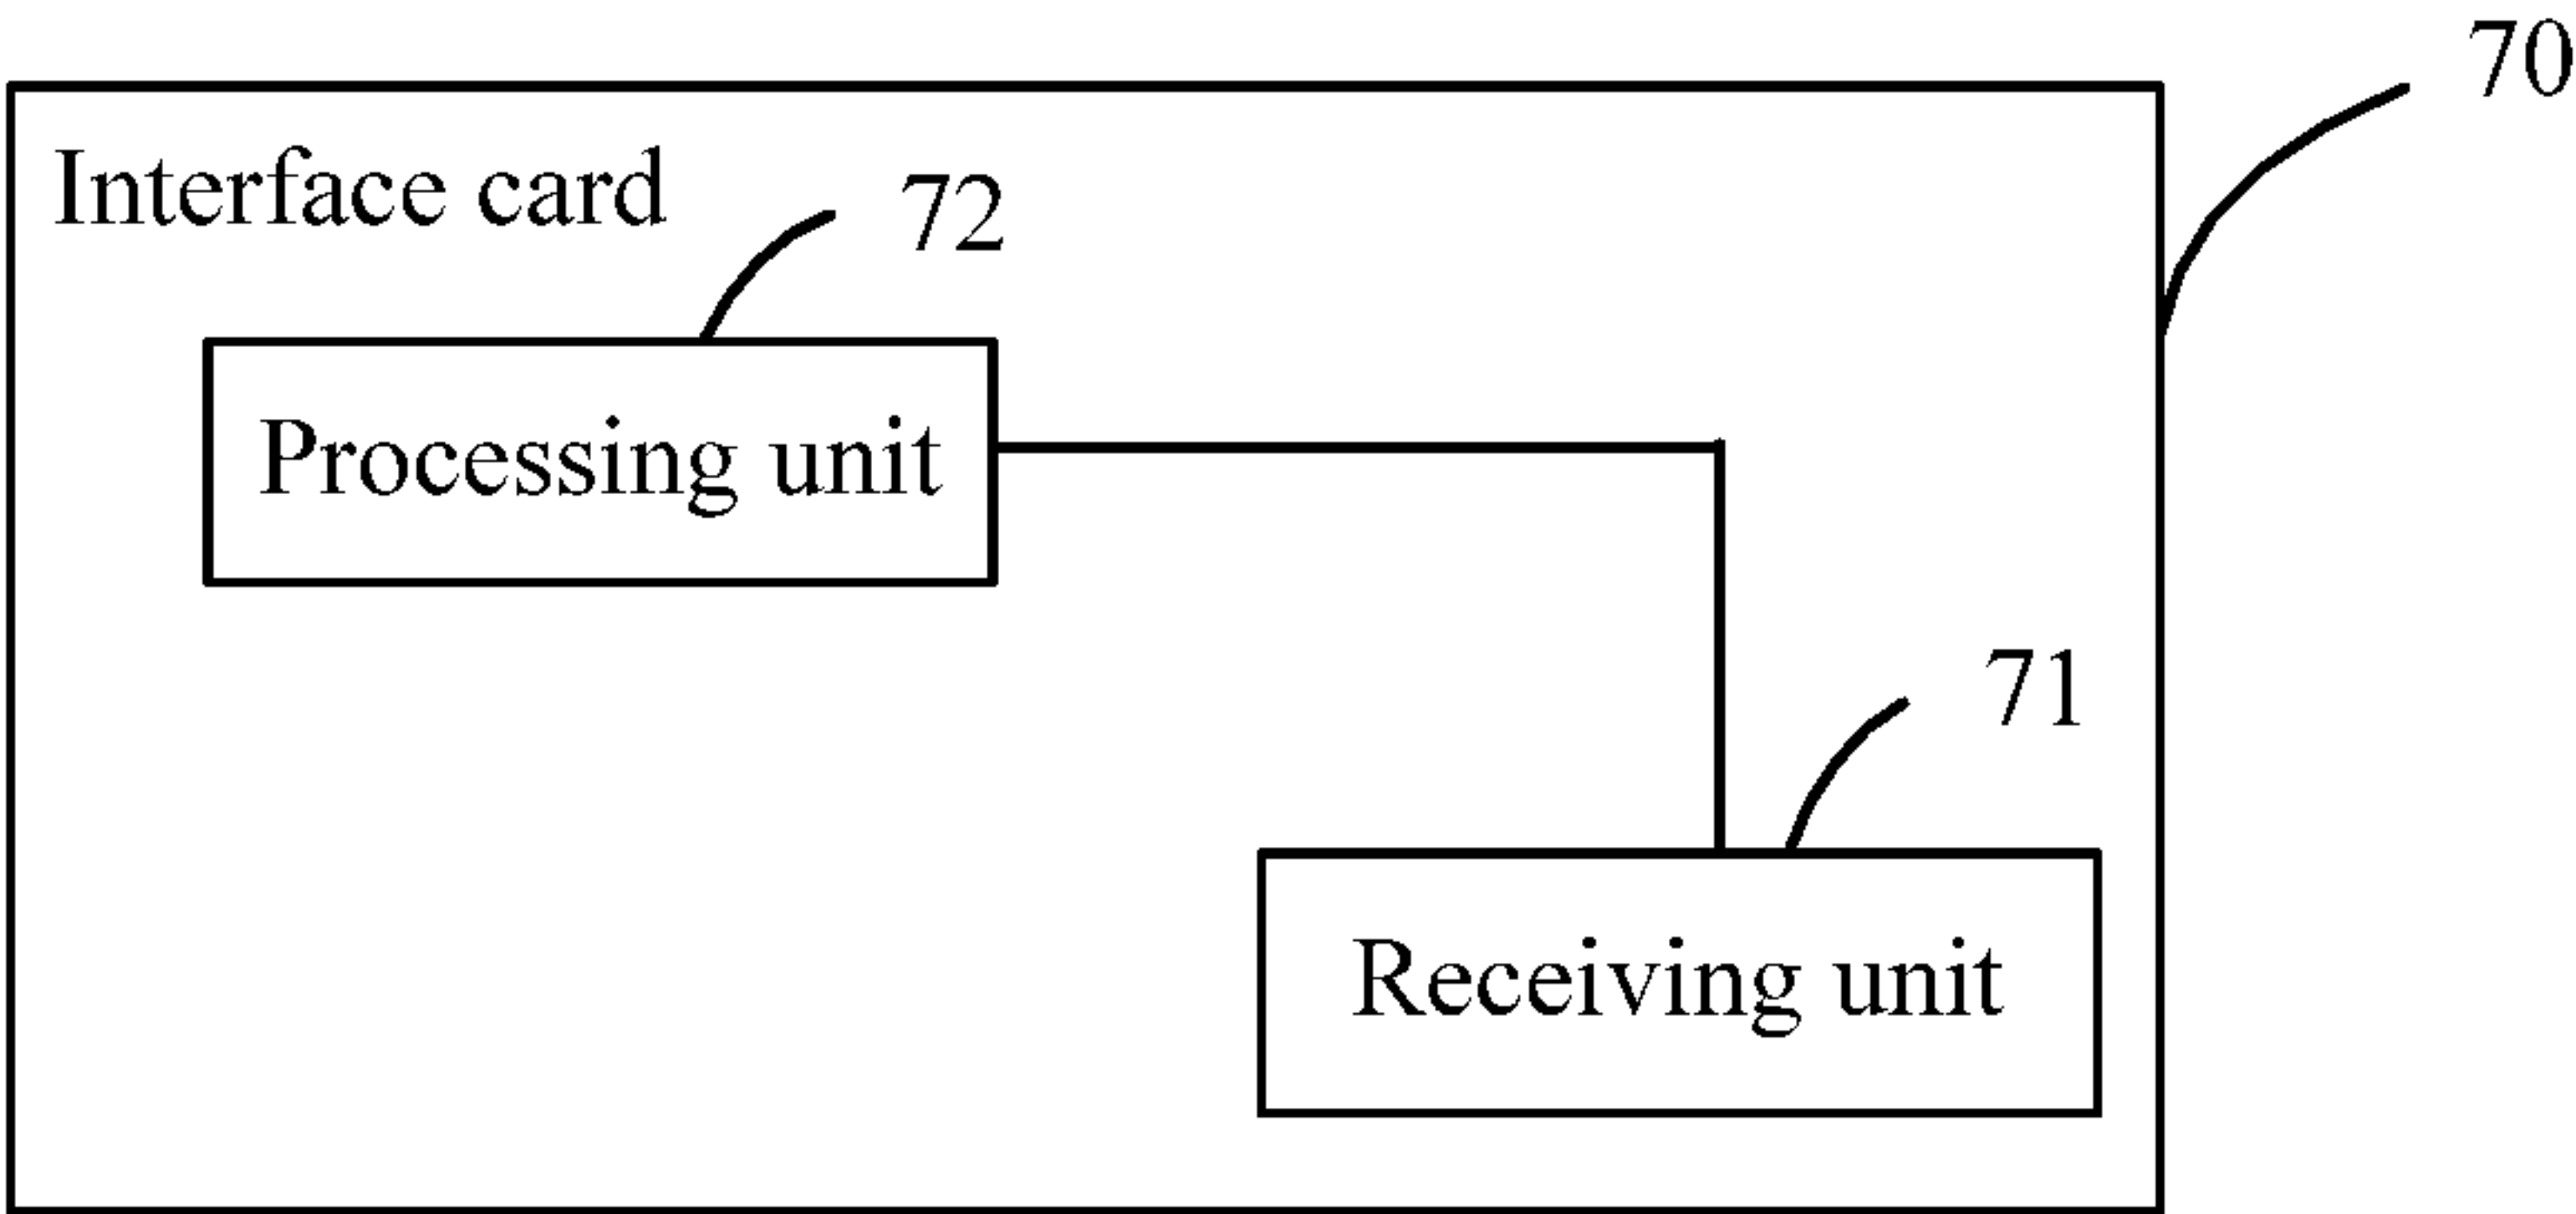 70
Interface card
72
Processing unit
71
Receiving unit